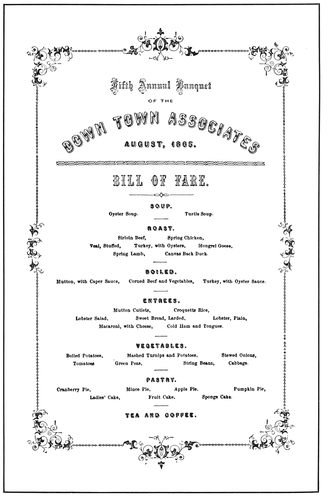 Fifth Annual Banquet
OF THE
DOWN TOWN ASSOCIATES
AUGUST, 1865.
BILL OF FARE.
SOUP.
Oyster Soup. Turtle Soup.
ROAST.
Sirloin Beef, Spring Chicken,
Veal, Stuffed, Turkey, with Oysters, Mongrel Goose,
Spring Lamb, Canvas Back Duck.
BOILED.
Mutton, with Caper Sauce, Corned Beef and Vegetables, Turkey, with Oyster Sauce.
ENTREES.
Mutton Cutlets, Croquetts Rice,
Lobster Salad, Sweet Bread, Larded, Lobster, Plain,
Macaroni, with Cheese, Cold Ham and Tongues.
VEGETABLES.
Boiled Potatoes, Mashed Turnips and Potatoes, Stewed Onions,
Tomatoes Green Peas, String Beans, Cabbage.
PASTRY.
Cranberry Pie, Mince Pie, Apple Pie. Pumpkin Pie,
Ladies' Cake, Fruit Cake, Sponge Cake.
TEA AND COFFEE.